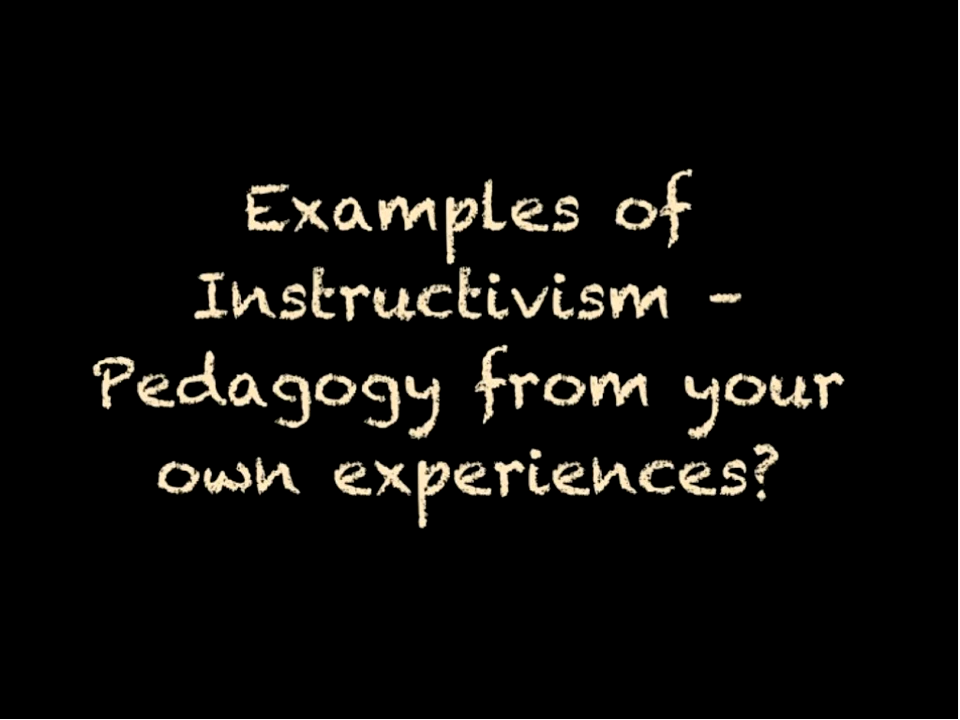 Examples of
Instructivism -
Pedagogy from your
own experiences?